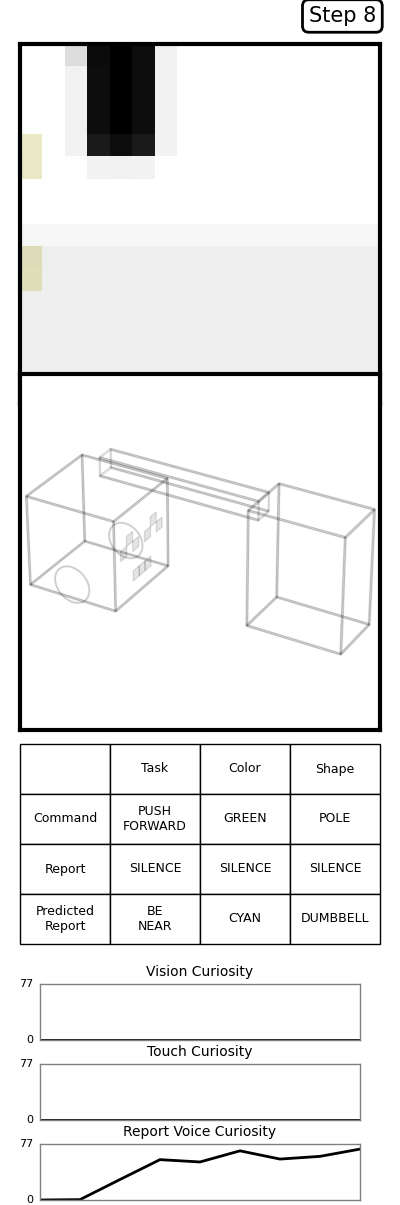 Step 8
Task Color Shape
Command PUSH FORWARD GREEN POLE
Report SILENCE SILENCE SILENCE
Predicted Report BE NEAR CYAN DUMBBELL
Vision Curiosity
77
0
Touch Curiosity
77
0
Report Voice Curiosity
77
0